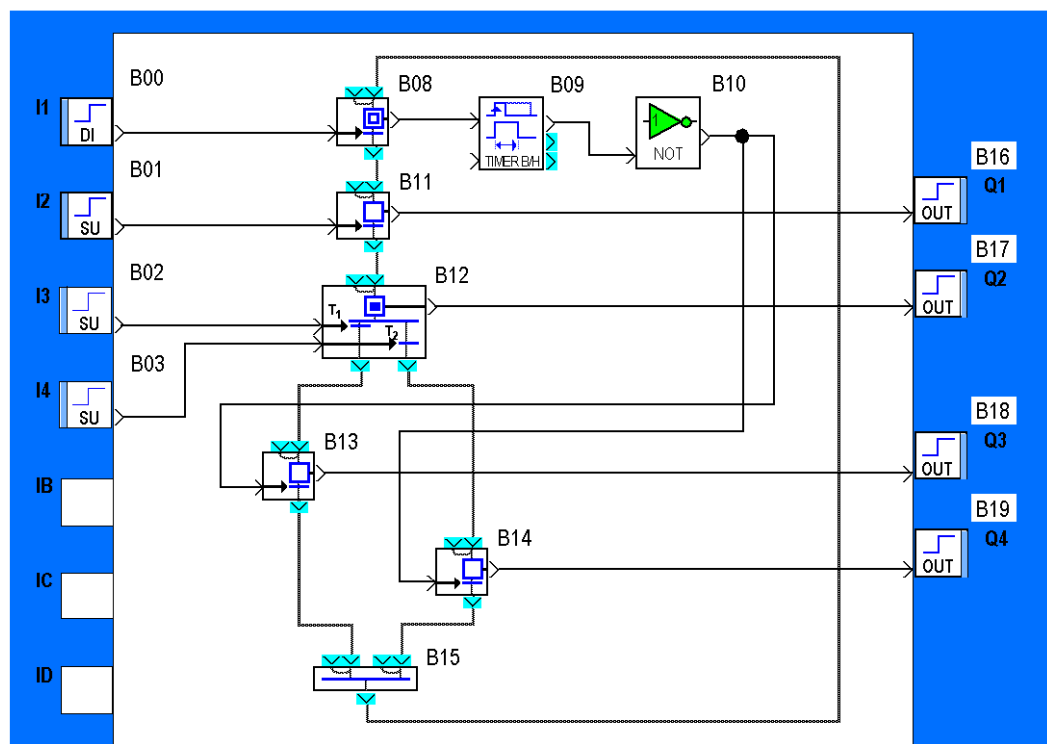 B00
B08
B09
B10
I1
DI
TIMER B/H
1
NOT
B01
B11
B16
Q1
I2
SU
OUT
B02
B12
B17
Q2
I3
SU
T1
T2
OUT
B03
I4
SU
B13
B18
Q3
OUT
IB
B14
B19
Q4
OUT
IC
B15
ID